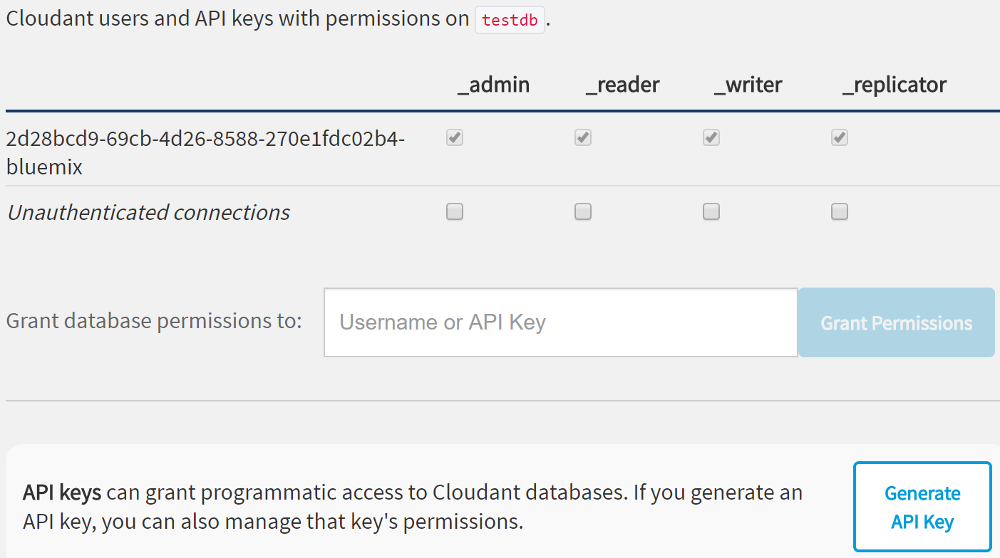 Cloudant users and API keys with permissions on testdb.
_admin _reader _writer _replicator
2d28bcd9-69cb-4d26-8588-270e1fdc02b4-
bluemix
Unauthenticated connections
Grant database permissions to: Username or API Key Grant Permissions
API keys can grant programmatic access to Cloudant databases. If you generate an
API key, you can also manage that key's permissions.
Generate
API Key